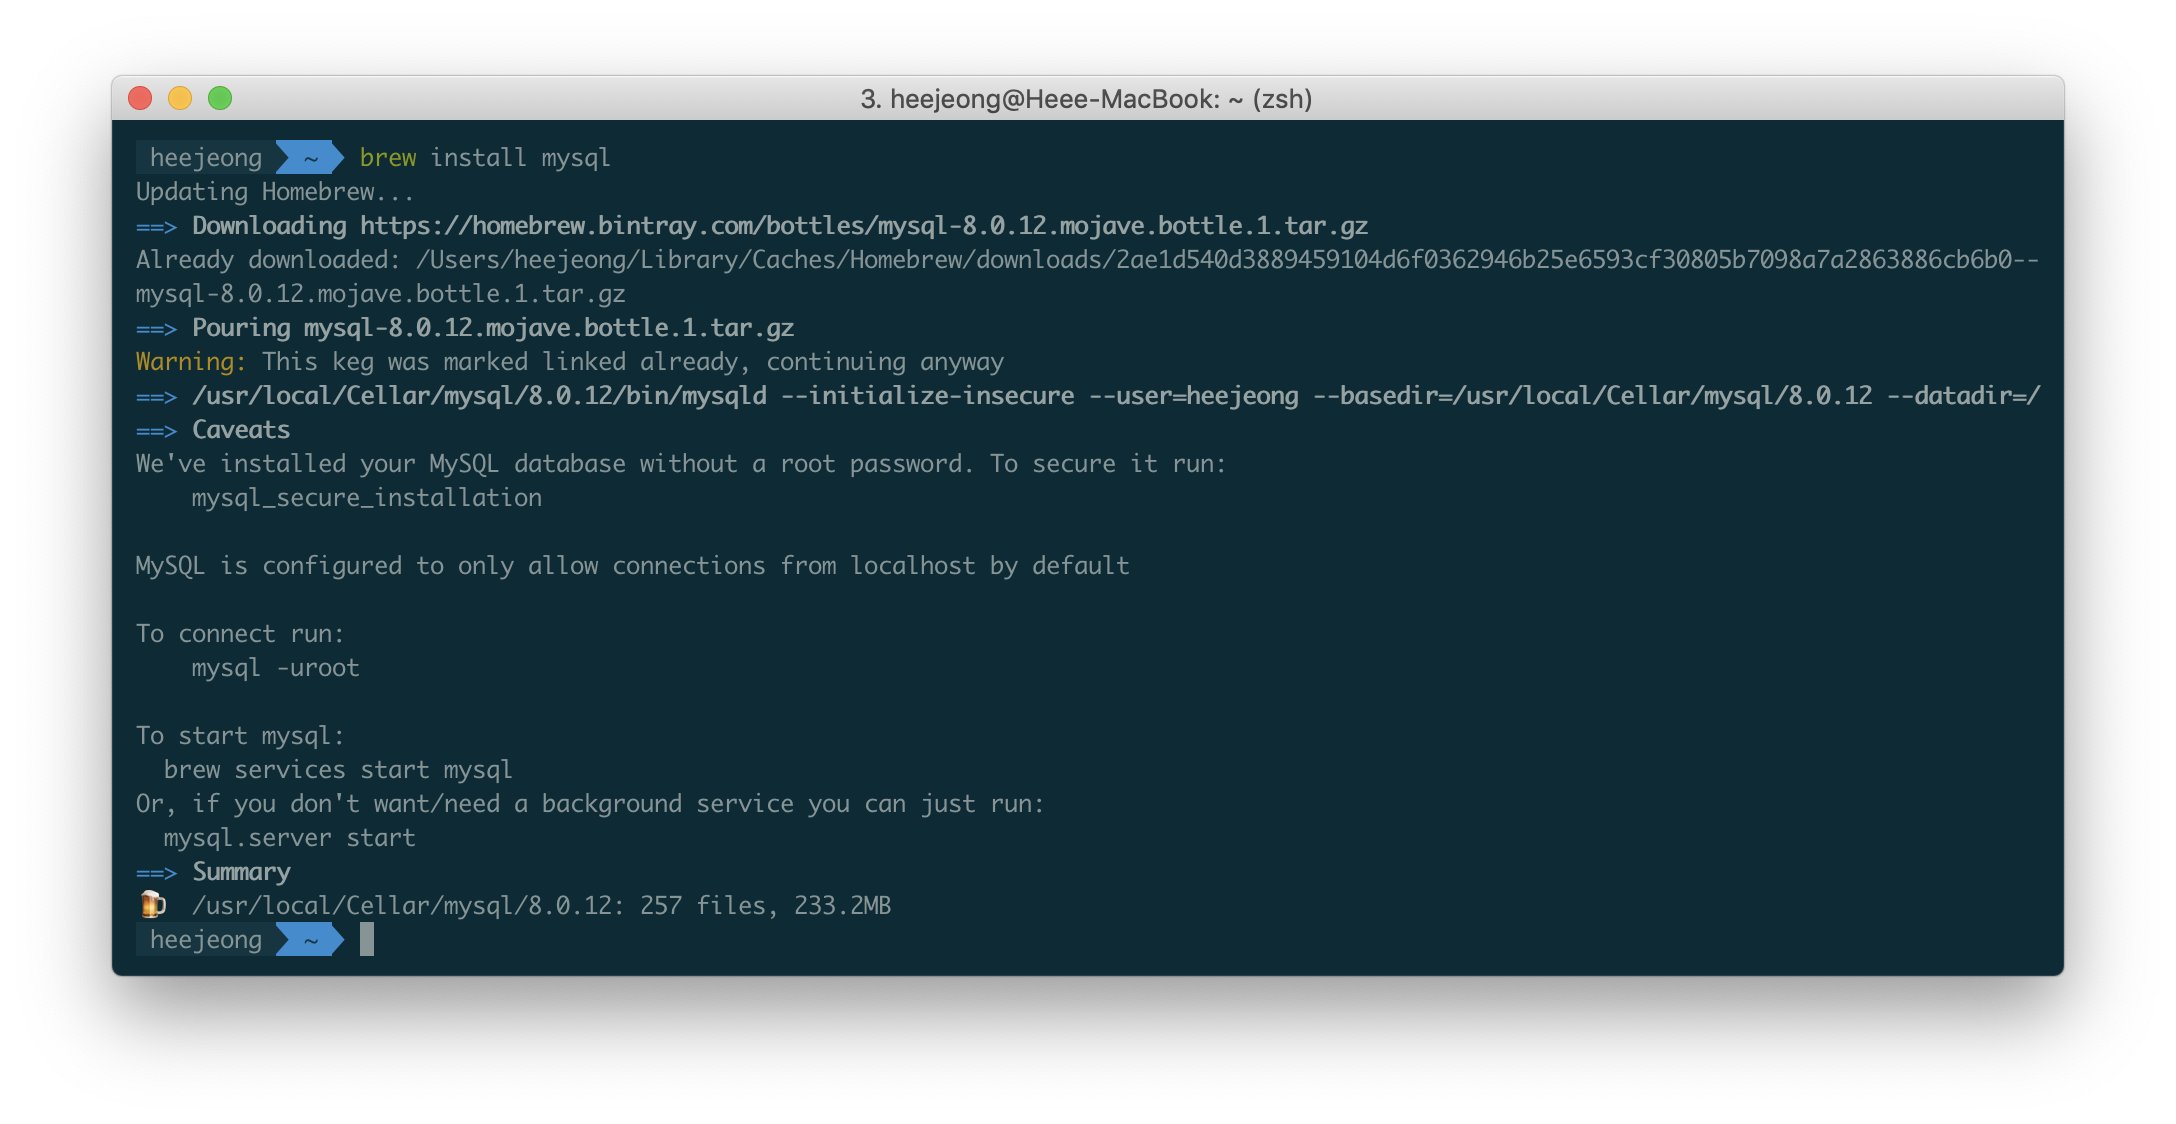 3. heejeong@Heee-MacBook: ~ (zsh)
heejeong ~ brew install mysql
Updating Homebrew...
==> Downloading https://homebrew.bintray.com/bottles/mysql-8.0.12.mojave.bottle.1.tar.gz
Already downloaded: /Users/heejeong/Library/Caches/Homebrew/downloads/2ae1d540d3889459104d6f0362946b25e6593cf30805b7098a7a2863886cb6b0--
mysql-8.0.12.mojave.bottle.1.tar.gz
==> Pouring mysql-8.0.12.mojave.bottle.1.tar.gz
Warning: This keg was marked linked already, continuing anyway
==> /usr/local/Cellar/mysql/8.0.12/bin/mysqld --initialize-insecure --user=heejeong --basedir=/usr/local/Cellar/mysql/8.0.12 --datadir=/
==> Caveats
We've installed your MySQL database without a root password. To secure it run:
    mysql_secure_installation
MySQL is configured to only allow connections from localhost by default
To connect run:
    mysql -uroot
To start mysql:
  brew services start mysql
Or, if you don't want/need a background service you can just run:
  mysql.server start
==> Summary
🍺  /usr/local/Cellar/mysql/8.0.12: 257 files, 233.2MB
heejeong ~